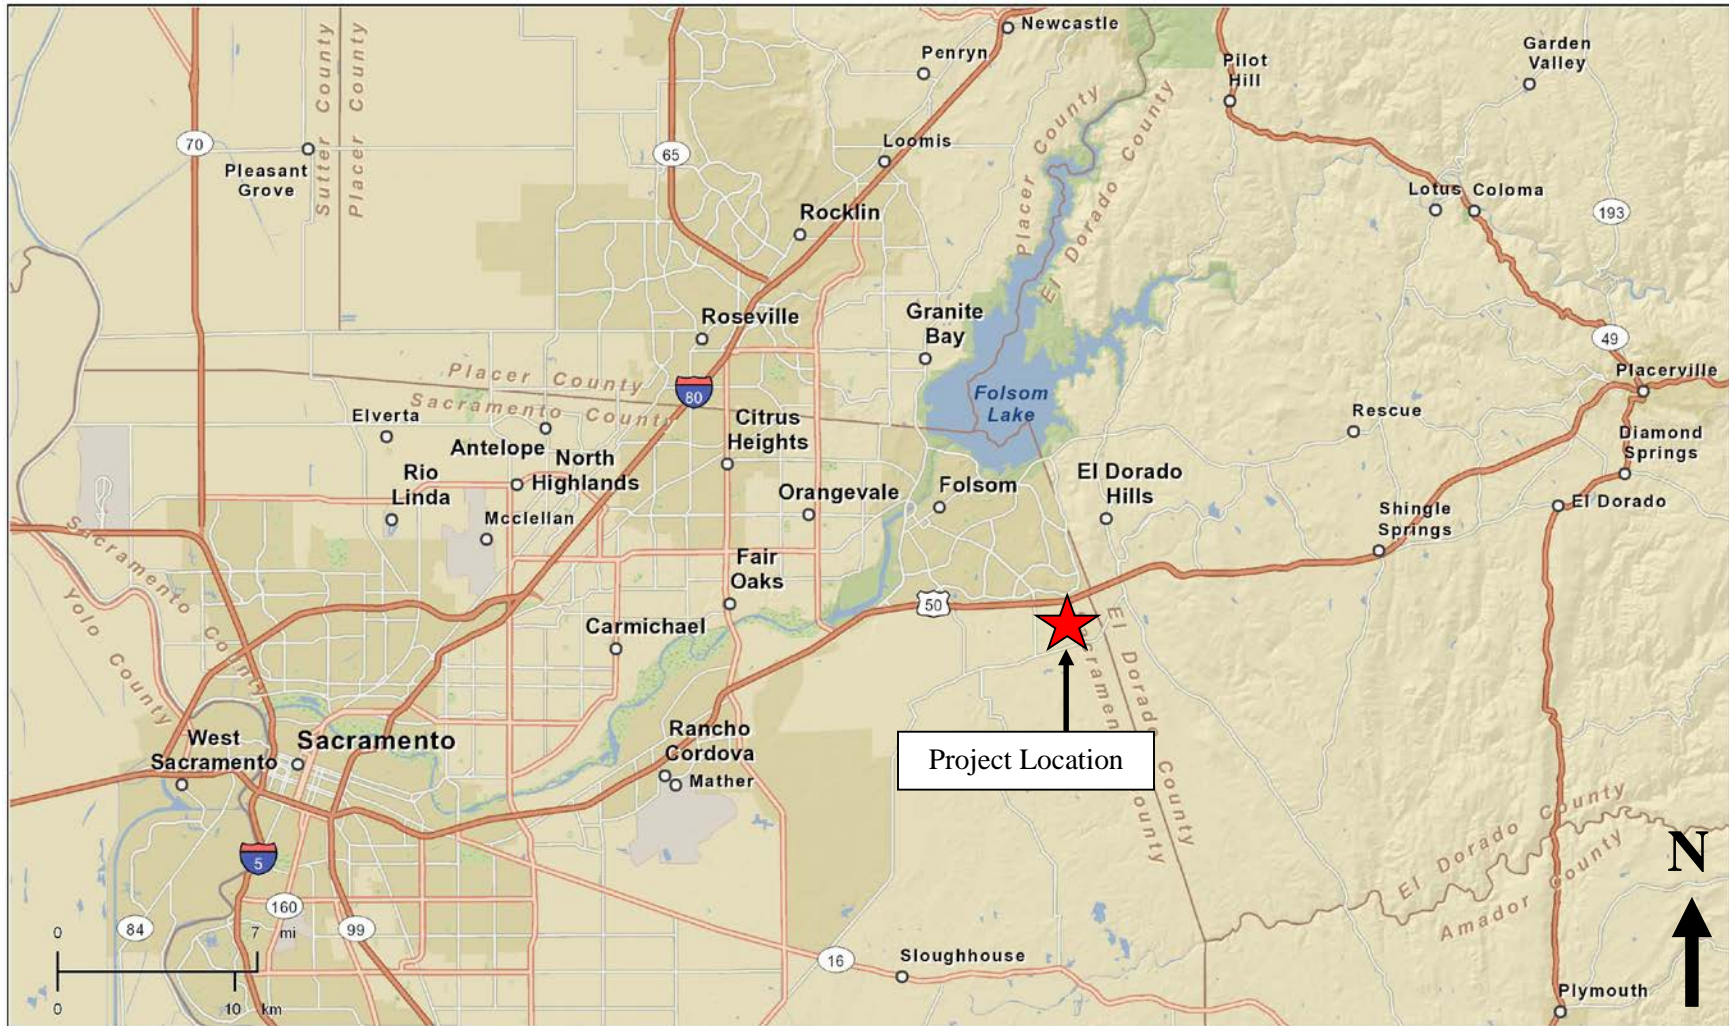 Newcastle
Penryn
Garden
Valley
Pilot
Hill
Sutter County
Placer County
70
65
Pleasant
Grove
Loomis
Placer County
El Dorado County
Lotus
Coloma
193
Rocklin
Roseville
Granite
Bay
49
Placerville
Placer County
Sacramento County
80
Folsom
Lake
Elverta
Antelope
Citrus
Heights
Rescue
Diamond
Springs
North
Highlands
Rio
Linda
Orangevale
Folsom
El Dorado
Hills
El Dorado
Shingle
Springs
Mcclellan
Sacramento County
Yolo County
Fair
Oaks
50
Carmichael
El Dorado County
Sacramento County
Rancho
Cordova
Mather
Project Location
West
Sacramento
Sacramento
5
El Dorado County
Amador County
N
160
84
99
0 7 mi
0 10 km
16
Sloughhouse
Plymouth